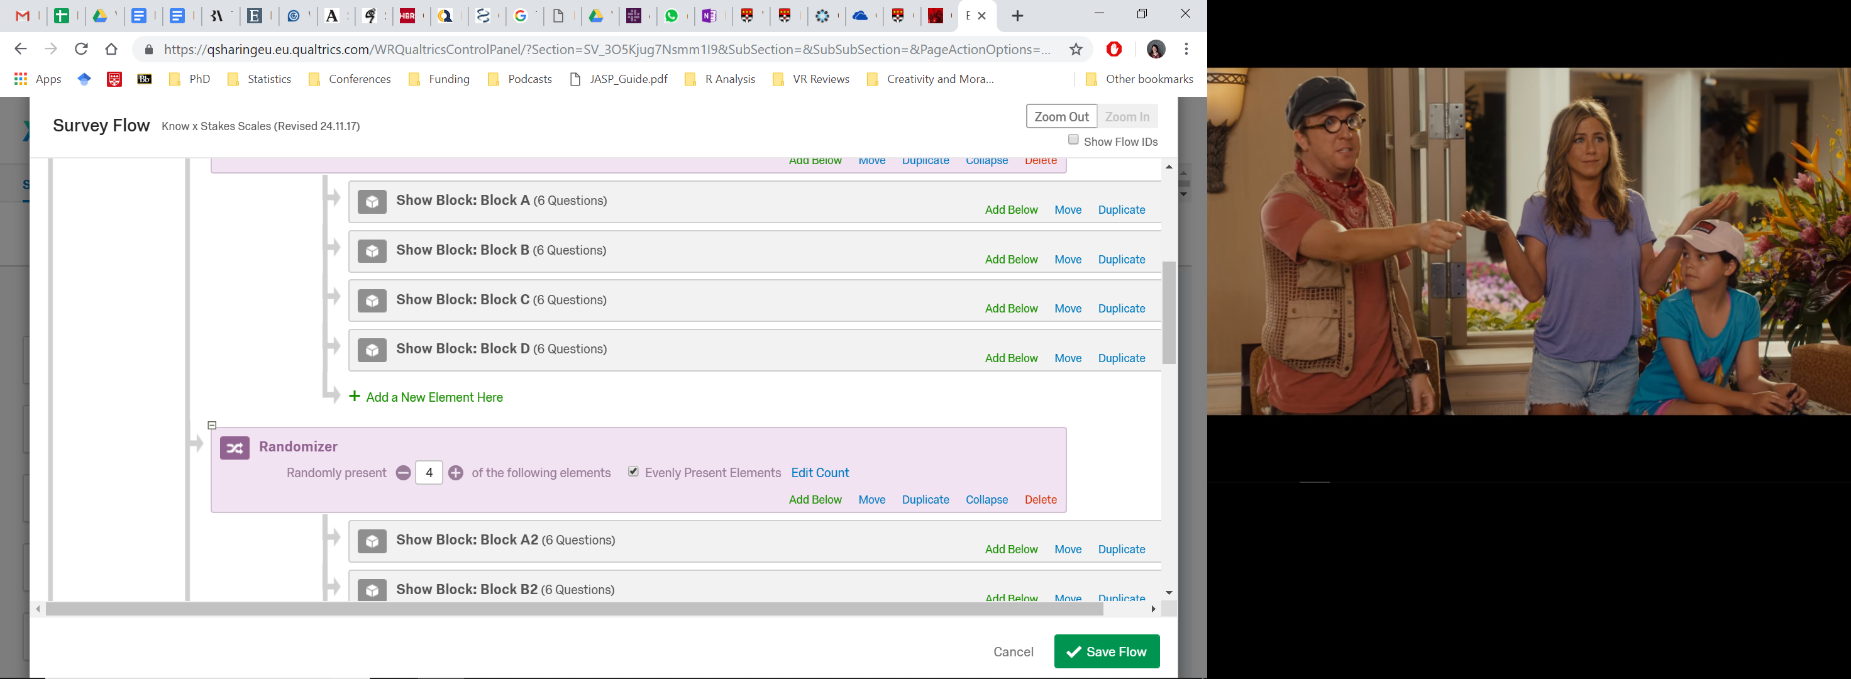 https://qsharingeu.eu.qualtrics.com/WRQualtricsControlPanel/?Section=SV_3O5Kjug7Nsmm1I9&SubSection=&SubSubSection=&PageActionOptions=...
Apps Bb PhD Statistics Conferences Funding Podcasts JASP_Guide.pdf R Analysis VR Reviews Creativity and Mora... Other bookmarks
Survey Flow Know x Stakes Scales (Revised 24.11.17)
Zoom Out Zoom In
Show Flow IDs
Add Below Move Duplicate Collapse Delete
Show Block: Block A (6 Questions)
Add Below Move Duplicate
Show Block: Block B (6 Questions)
Add Below Move Duplicate
Show Block: Block C (6 Questions)
Add Below Move Duplicate
Show Block: Block D (6 Questions)
Add Below Move Duplicate
+ Add a New Element Here
Randomizer
Randomly present 4 of the following elements Evenly Present Elements Edit Count
Add Below Move Duplicate Collapse Delete
Show Block: Block A2 (6 Questions)
Add Below Move Duplicate
Show Block: Block B2 (6 Questions)
Add Below Move Duplicate
Cancel Save Flow